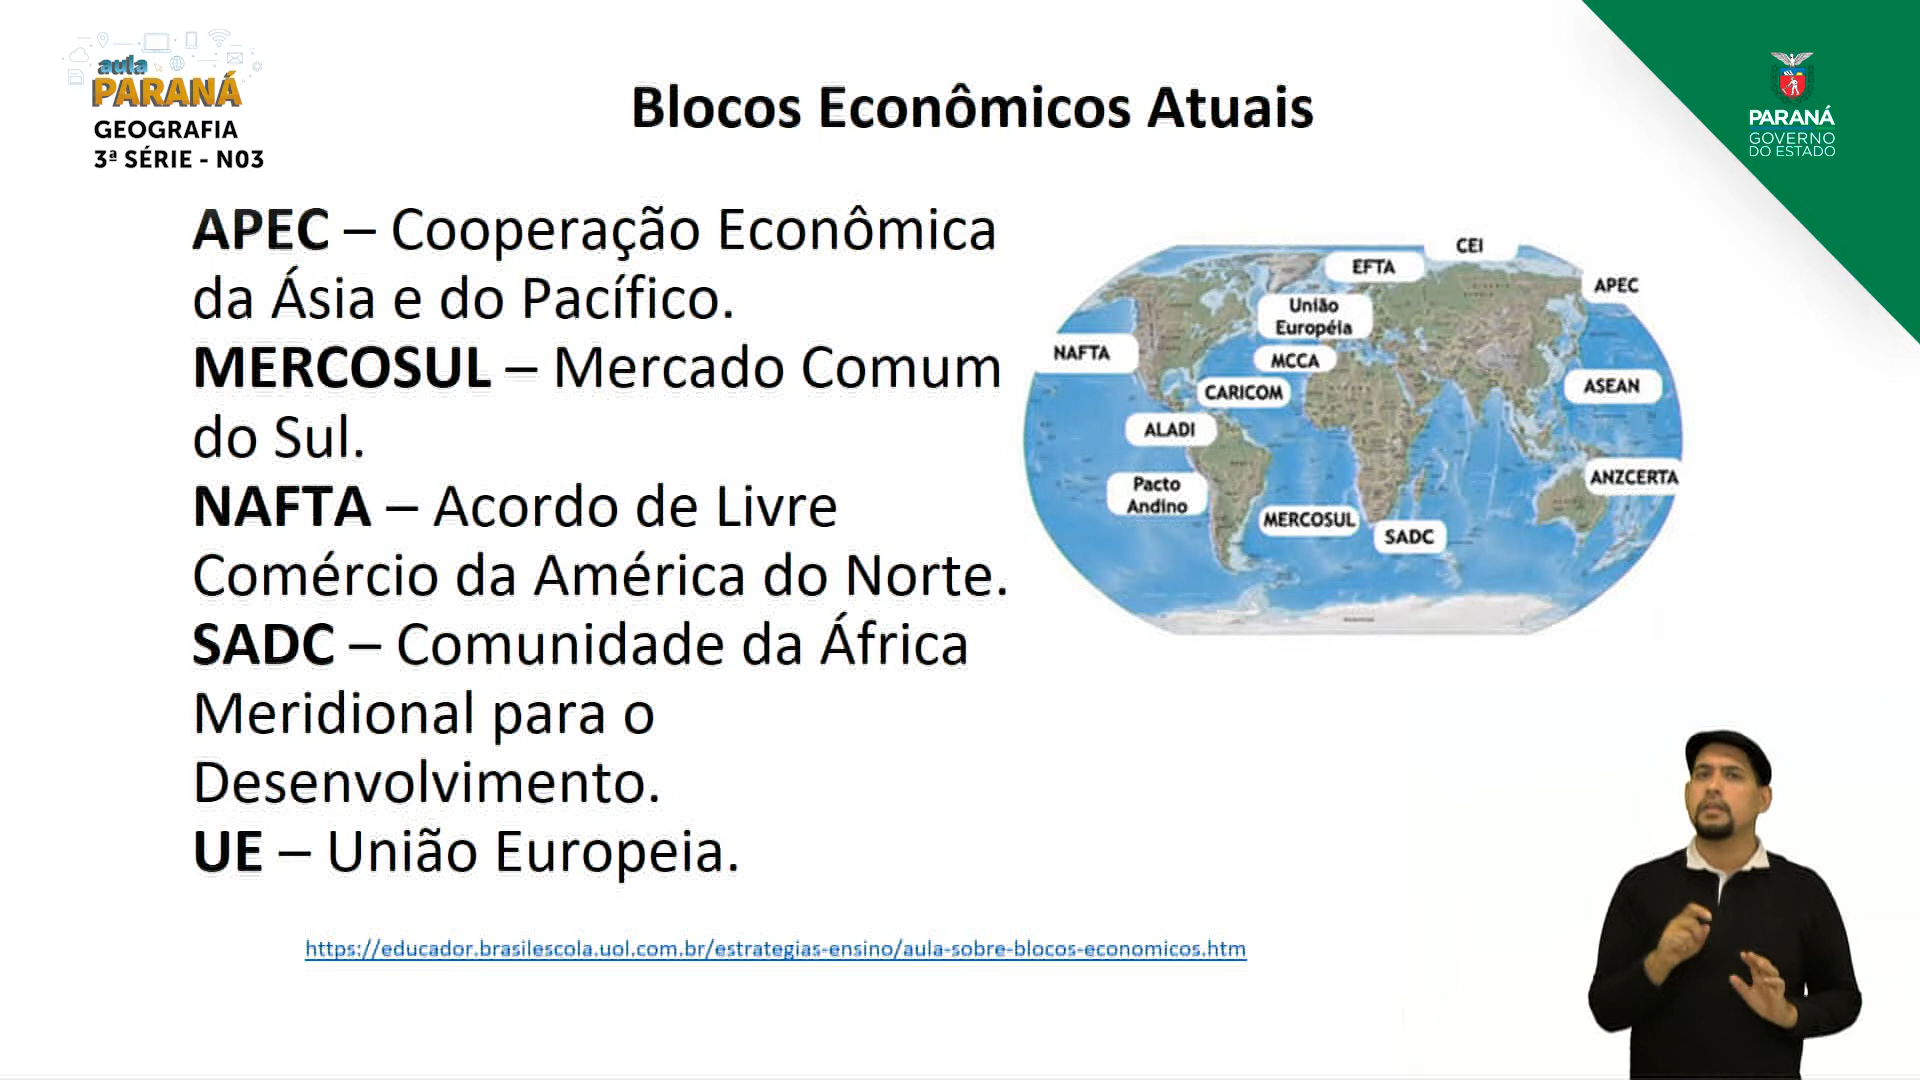 aula
PARANÁ
GEOGRAFIA
3ª SÉRIE - N03
Blocos Econômicos Atuais
PARANÁ
GOVERNO
DO ESTADO
APEC – Cooperação Econômica
da Ásia e do Pacífico.
MERCOSUL – Mercado Comum
do Sul.
NAFTA – Acordo de Livre
Comércio da América do Norte.
SADC – Comunidade da África
Meridional para o
Desenvolvimento.
UE – União Europeia.
CEI
EFTA
APEC
União
Européia
NAFTA
MCCA
CARICOM
ASEAN
ALADI
Pacto
Andino
ANZCERTA
MERCOSUL
SADC
https://educador.brasilescola.uol.com.br/estrategias-ensino/aula-sobre-blocos-economicos.htm